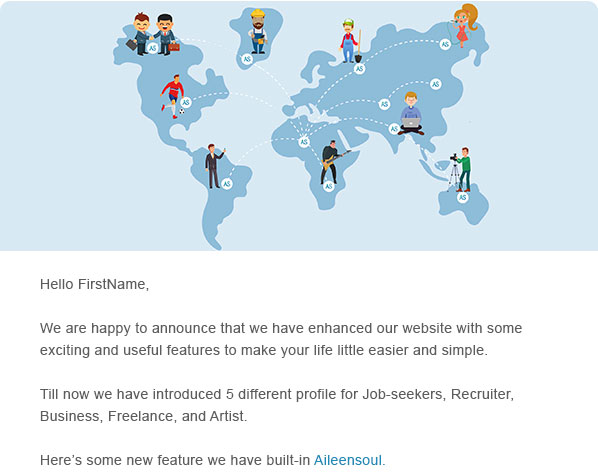 AS
AS
AS
AS
AS
AS
AS
AS
AS
AS
AS
AS
Hello FirstName,
We are happy to announce that we have enhanced our website with some
exciting and useful features to make your life little easier and simple.
Till now we have introduced 5 different profile for Job-seekers, Recruiter,
Business, Freelance, and Artist.
Here’s some new feature we have built-in Aileensoul.